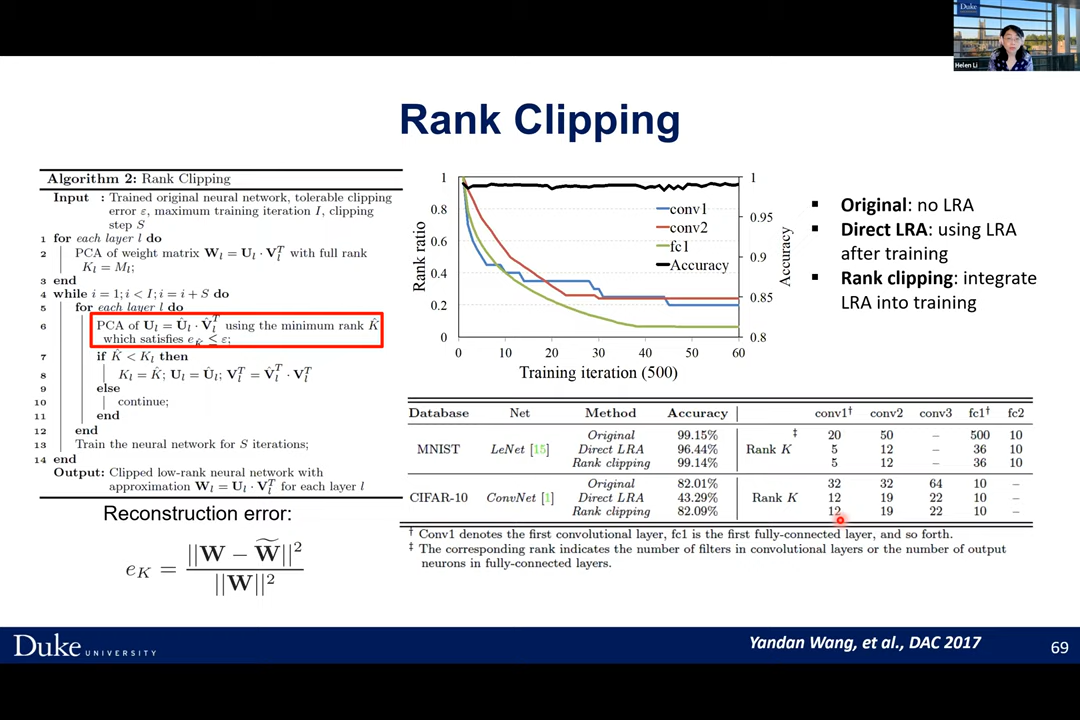 Duke
Helen Li
Rank Clipping
Algorithm 2: Rank Clipping
Input : Trained original neural network, tolerable clipping
error ε, maximum training iteration I, clipping
step S
1 for each layer l do
2 PCA of weight matrix W_l = U_l · V_l^T with full rank
K_l = M_l;
3 end
4 while i = 1; i < I; i = i + S do
5 for each layer l do
6 PCA of U_l = Û_l · V̂_l^T using the minimum rank K̂
which satisfies e_K̂ ≤ ε;
7 if K̂ < K_l then
8 K_l = K̂; U_l = Û_l; V_l^T = V̂_l^T · V_l^T
9 else
10 continue;
11 end
12 end
13 Train the neural network for S iterations;
14 end
Output: Clipped low-rank neural network with
approximation W_l = U_l · V_l^T for each layer l
Reconstruction error:
e_K = ||W − W̃||² / ||W||²
Rank ratio
1
0.8
0.6
0.4
0.2
0
0 10 20 30 40 50 60
Training iteration (500)
conv1
conv2
fc1
Accuracy
1
0.95
0.9
0.85
0.8
Accuracy
▪ Original: no LRA
▪ Direct LRA: using LRA
after training
▪ Rank clipping: integrate
LRA into training
Database Net Method Accuracy conv1† conv2 conv3 fc1† fc2
Original 99.15% ‡ 20 50 – 500 10
MNIST LeNet [15] Direct LRA 96.44% Rank K 5 12 – 36 10
Rank clipping 99.14% 5 12 – 36 10
Original 82.01% 32 32 64 10 –
CIFAR-10 ConvNet [1] Direct LRA 43.29% Rank K 12 19 22 10 –
Rank clipping 82.09% 12 19 22 10 –
† Conv1 denotes the first convolutional layer, fc1 is the first fully-connected layer, and so forth.
‡ The corresponding rank indicates the number of filters in convolutional layers or the number of output
neurons in fully-connected layers.
Duke UNIVERSITY
Yandan Wang, et al., DAC 2017
69